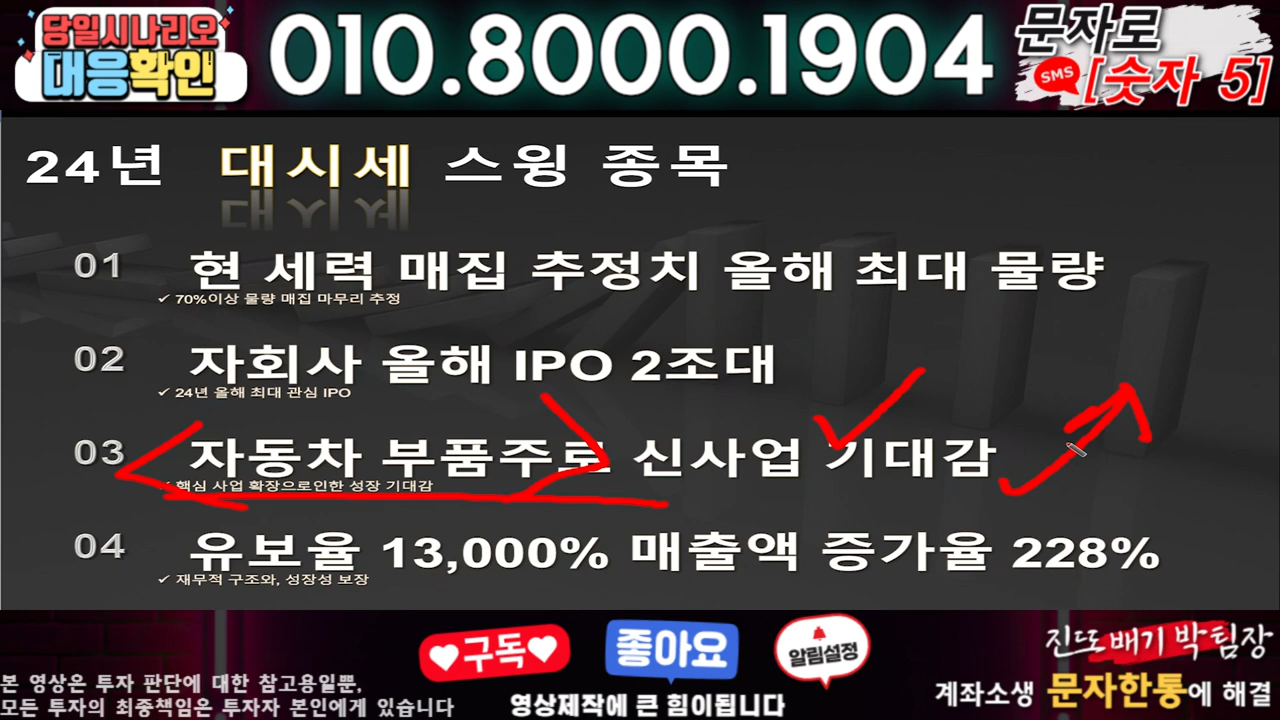 당일시나리오
대응확인
010.8000.1904
문자로
SMS [숫자 5]
24년 대시세 스윙 종목
01 현 세력 매집 추정치 올해 최대 물량
✓ 70%이상 물량 매집 마무리 추정
02 자회사 올해 IPO 2조대
✓ 24년 올해 최대 관심 IPO
03 자동차 부품주로 신사업 기대감
✓ 핵심 사업 확장으로인한 성장 기대감
04 유보율 13,000% 매출액 증가율 228%
✓ 재무적 구조와, 성장성 보장
구독
좋아요
알림설정
영상제작에 큰 힘이됩니다
본 영상은 투자 판단에 대한 참고용일뿐,
모든 투자의 최종책임은 투자자 본인에게 있습니다
진또배기 박팀장
계좌소생 문자한통에 해결